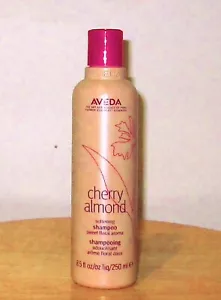 AVEDA
cherry
almond
softening
shampoo
sweet floral aroma
shampooing
adoucissant
arôme floral doux
8.5 fl oz/oz liq/250 ml e